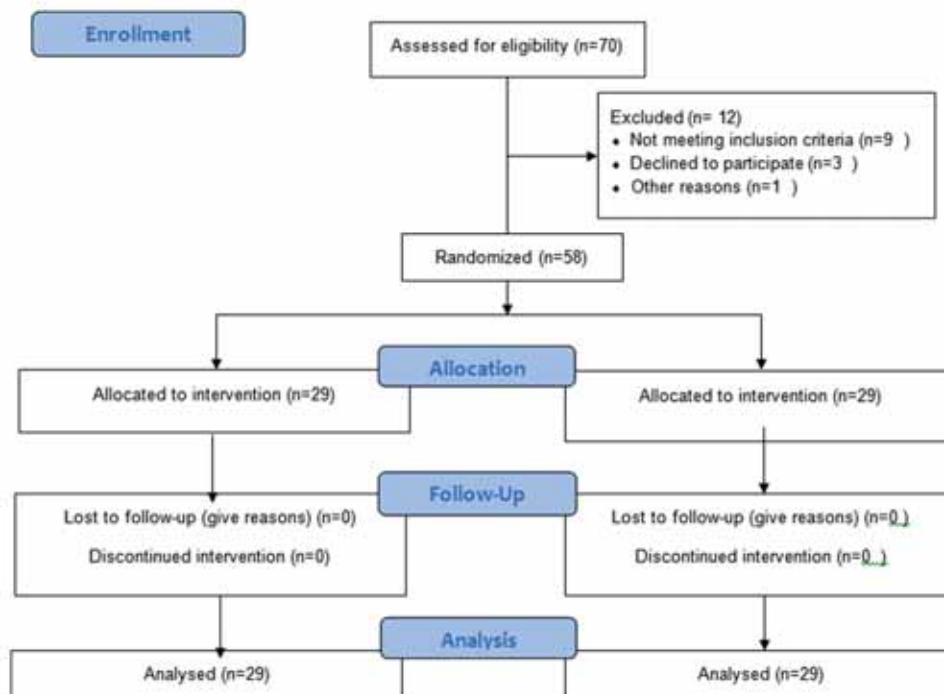 Enrollment
Assessed for eligibility (n=70)
Excluded (n= 12)
• Not meeting inclusion criteria (n=9 )
• Declined to participate (n=3 )
• Other reasons (n=1 )
Randomized (n=58)
Allocation
Allocated to intervention (n=29)
Allocated to intervention (n=29)
Follow-Up
Lost to follow-up (give reasons) (n=0)
Discontinued intervention (n=0)
Lost to follow-up (give reasons) (n=0 )
Discontinued intervention (n=0 )
Analysis
Analysed (n=29)
Analysed (n=29)